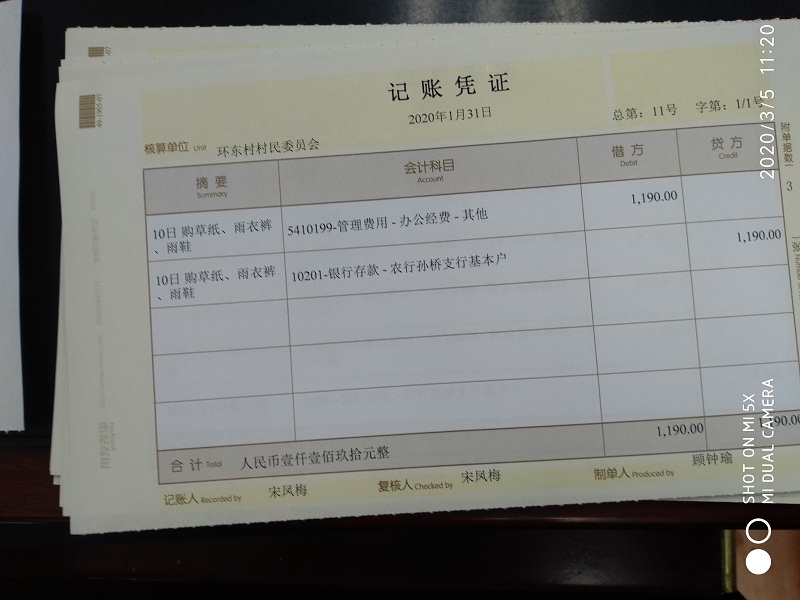 记 账 凭 证
2020年1月31日
总第：11号 字第：1/1号
核算单位 Unit 环东村村民委员会
摘 要 会计科目 借 方 贷 方
Summary Account Debit Credit
附单据数
3
10日 购草纸、雨衣裤 5410199-管理费用 - 办公经费 - 其他 1,190.00
、雨鞋
10日 购草纸、雨衣裤 10201-银行存款 - 农行孙桥支行基本户 1,190.00
、雨鞋
合 计 Total 人民币壹仟壹佰玖拾元整 1,190.00
记账人 Recorded by 宋凤梅 复核人 Checked by 宋凤梅 制单人 Produced by 顾钟瑜
2020/3/5 11:20
SHOT ON MI 5X
MI DUAL CAMERA